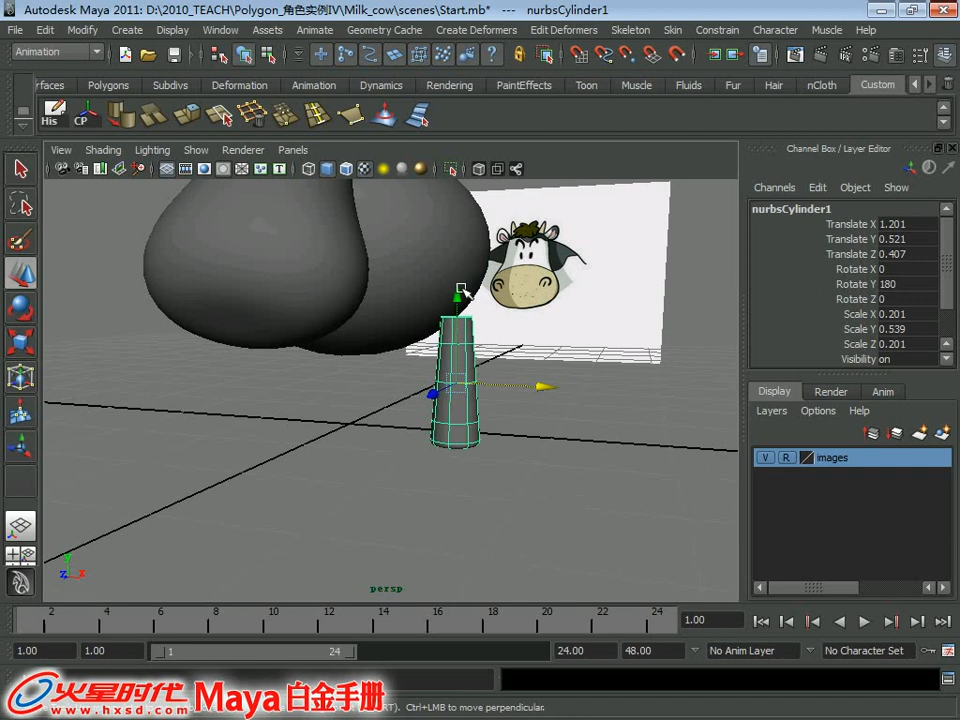 Autodesk Maya 2011: D:\2010_TEACH\Polygon_角色实例IV\Milk_cow\scenes\Start.mb* --- nurbsCylinder1
File Edit Modify Create Display Window Assets Animate Geometry Cache Create Deformers Edit Deformers Skeleton Skin Constrain Character Muscle Help
Animation
rfaces Polygons Subdivs Deformation Animation Dynamics Rendering PaintEffects Toon Muscle Fluids Fur Hair nCloth Custom
His CP
View Shading Lighting Show Renderer Panels
Channel Box / Layer Editor
Channels Edit Object Show
nurbsCylinder1
Translate X 1.201
Translate Y 0.521
Translate Z 0.407
Rotate X 0
Rotate Y 180
Rotate Z 0
Scale X 0.201
Scale Y 0.539
Scale Z 0.201
Visibility on
Display Render Anim
Layers Options Help
V R images
y
z x
persp
2 4 6 8 10 12 14 16 18 20 22 24
1.00
1.00 1.00 1 24 24.00 48.00 No Anim Layer No Character Set
火星时代 Maya 白金手册
www.hxsd.com
RT). Ctrl+LMB to move perpendicular.